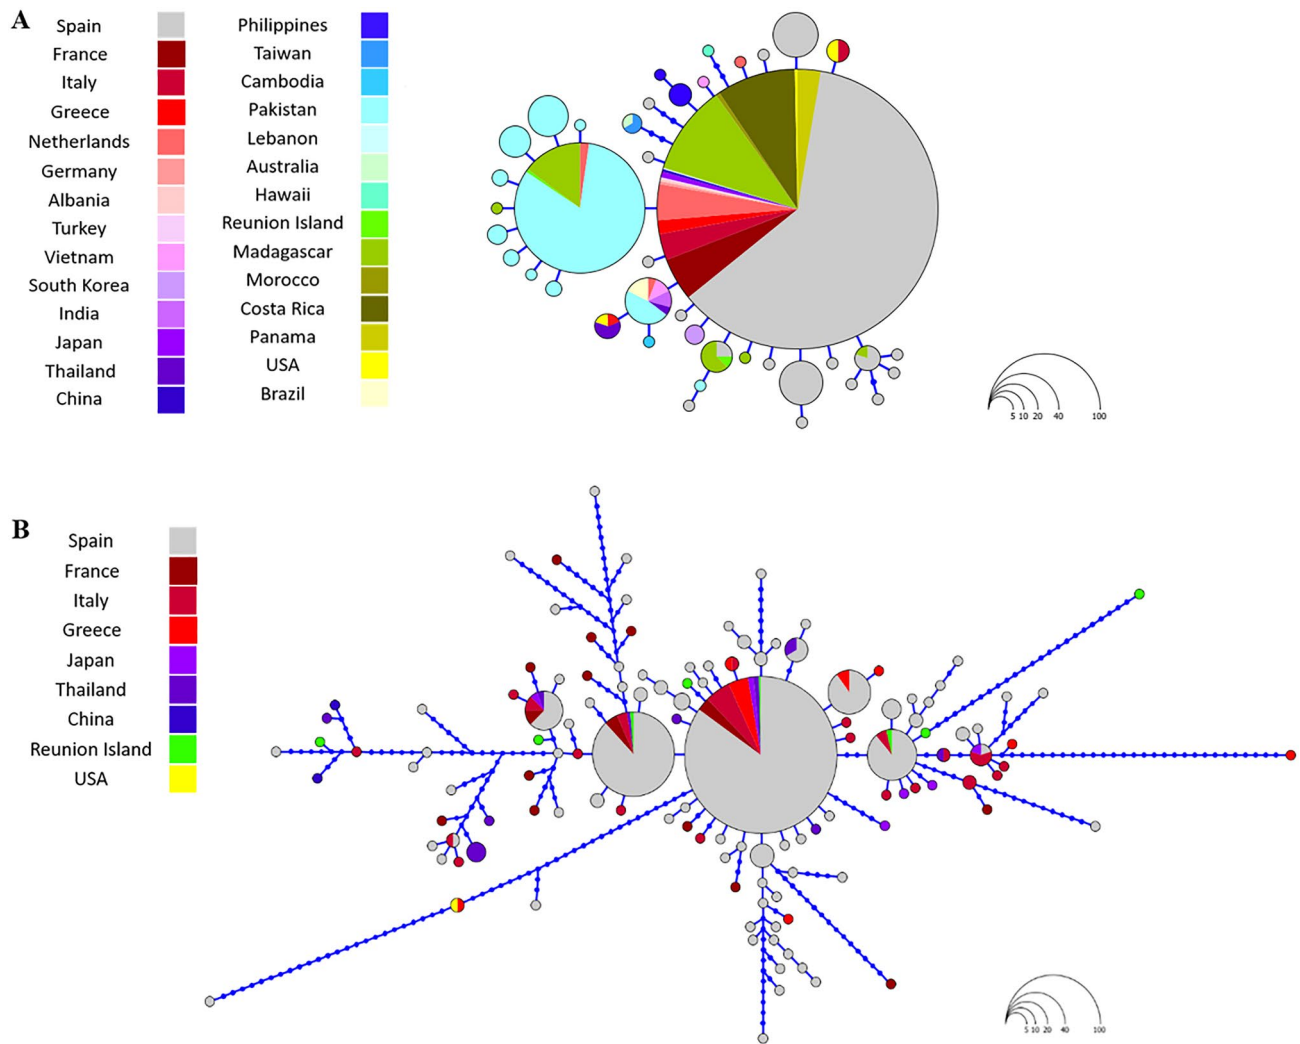 A
Spain
France
Italy
Greece
Netherlands
Germany
Albania
Turkey
Vietnam
South Korea
India
Japan
Thailand
China
Philippines
Taiwan
Cambodia
Pakistan
Lebanon
Australia
Hawaii
Reunion Island
Madagascar
Morocco
Costa Rica
Panama
USA
Brazil
5 10 20 40 100
B
Spain
France
Italy
Greece
Japan
Thailand
China
Reunion Island
USA
5 10 20 40 100